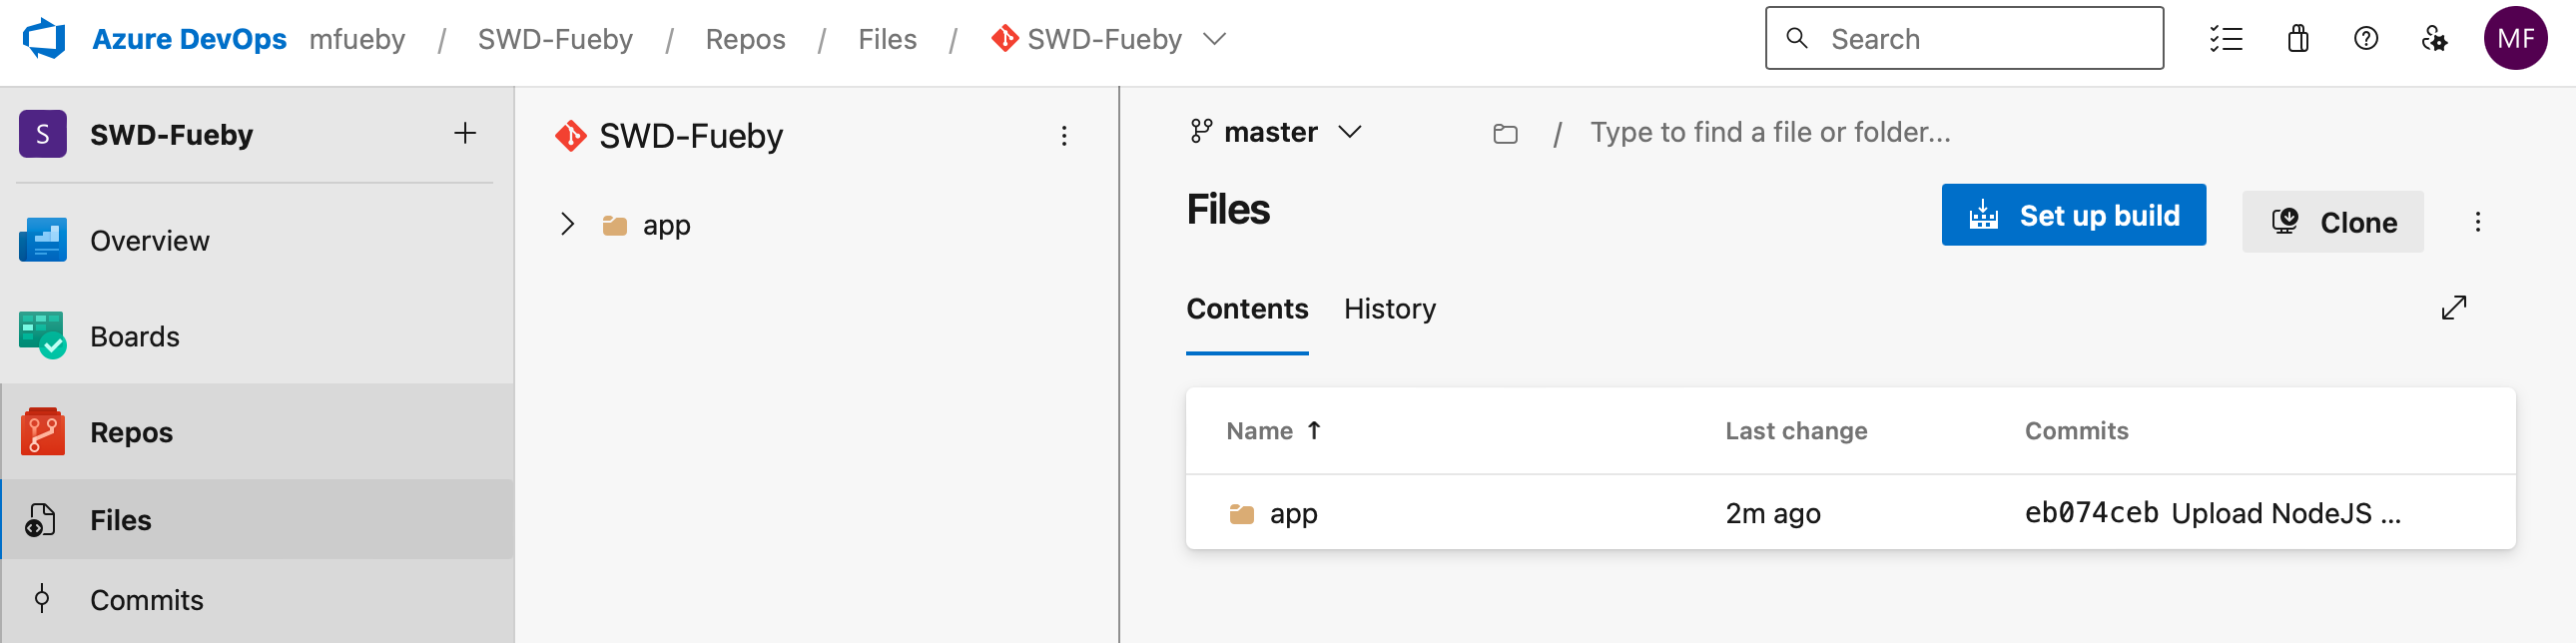 Azure DevOps mfueby / SWD-Fueby / Repos / Files / SWD-Fueby
Search
MF
S SWD-Fueby
Overview
Boards
Repos
Files
Commits
SWD-Fueby
app
master
/ Type to find a file or folder...
Files
Set up build
Clone
Contents History
Name ↑ Last change Commits
app 2m ago eb074ceb Upload NodeJS ...